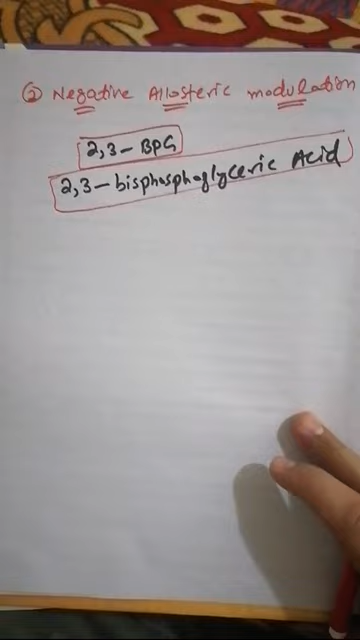 ② Negative Allosteric modulation
2,3-BPG
2,3-bisphosphoglyceric Acid